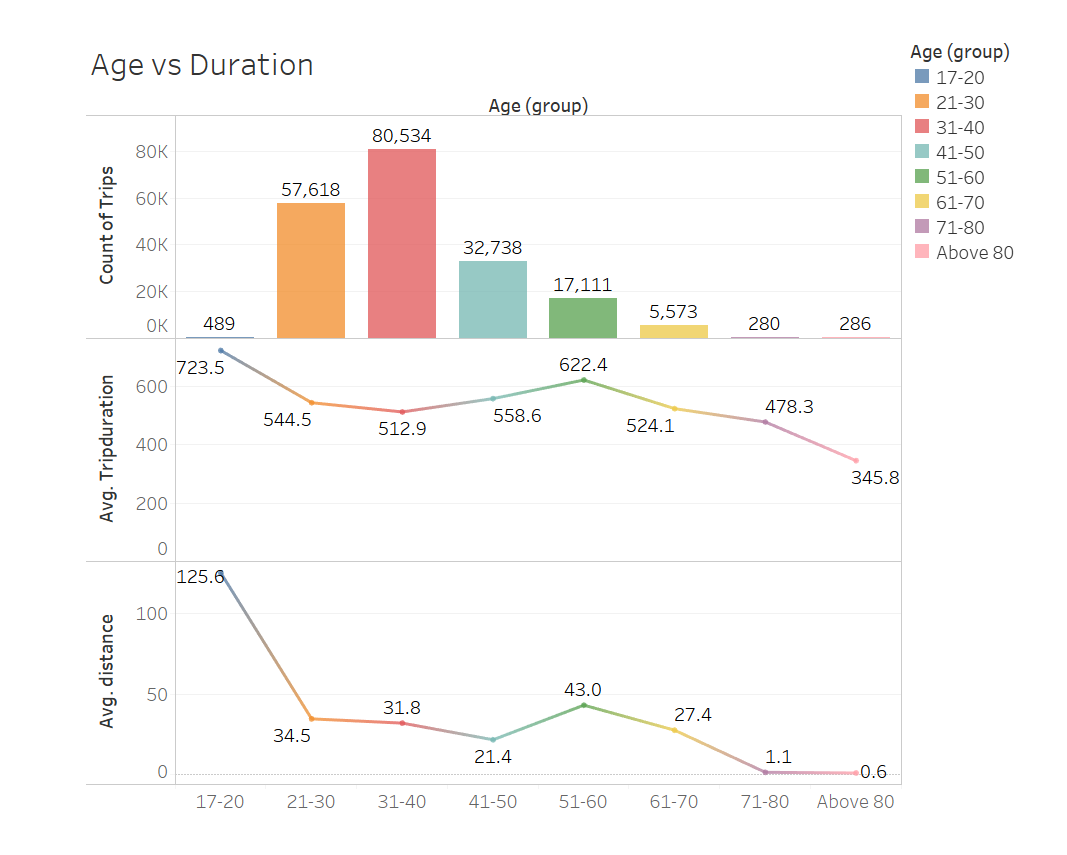 Age vs Duration
Age (group)
17-20
21-30
31-40
41-50
51-60
61-70
71-80
Above 80
Age (group)
Count of Trips
80K
60K
40K
20K
0K
489
57,618
80,534
32,738
17,111
5,573
280
286
Avg. Tripduration
600
400
200
0
723.5
544.5
512.9
558.6
622.4
524.1
478.3
345.8
Avg. distance
100
50
0
125.6
34.5
31.8
21.4
43.0
27.4
1.1
0.6
17-20 21-30 31-40 41-50 51-60 61-70 71-80 Above 80